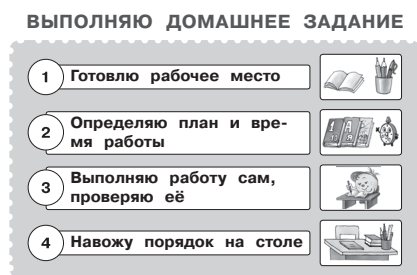 ВЫПОЛНЯЮ ДОМАШНЕЕ ЗАДАНИЕ
1 Готовлю рабочее место
2 Определяю план и вре-
мя работы
3 Выполняю работу сам,
проверяю её
4 Навожу порядок на столе